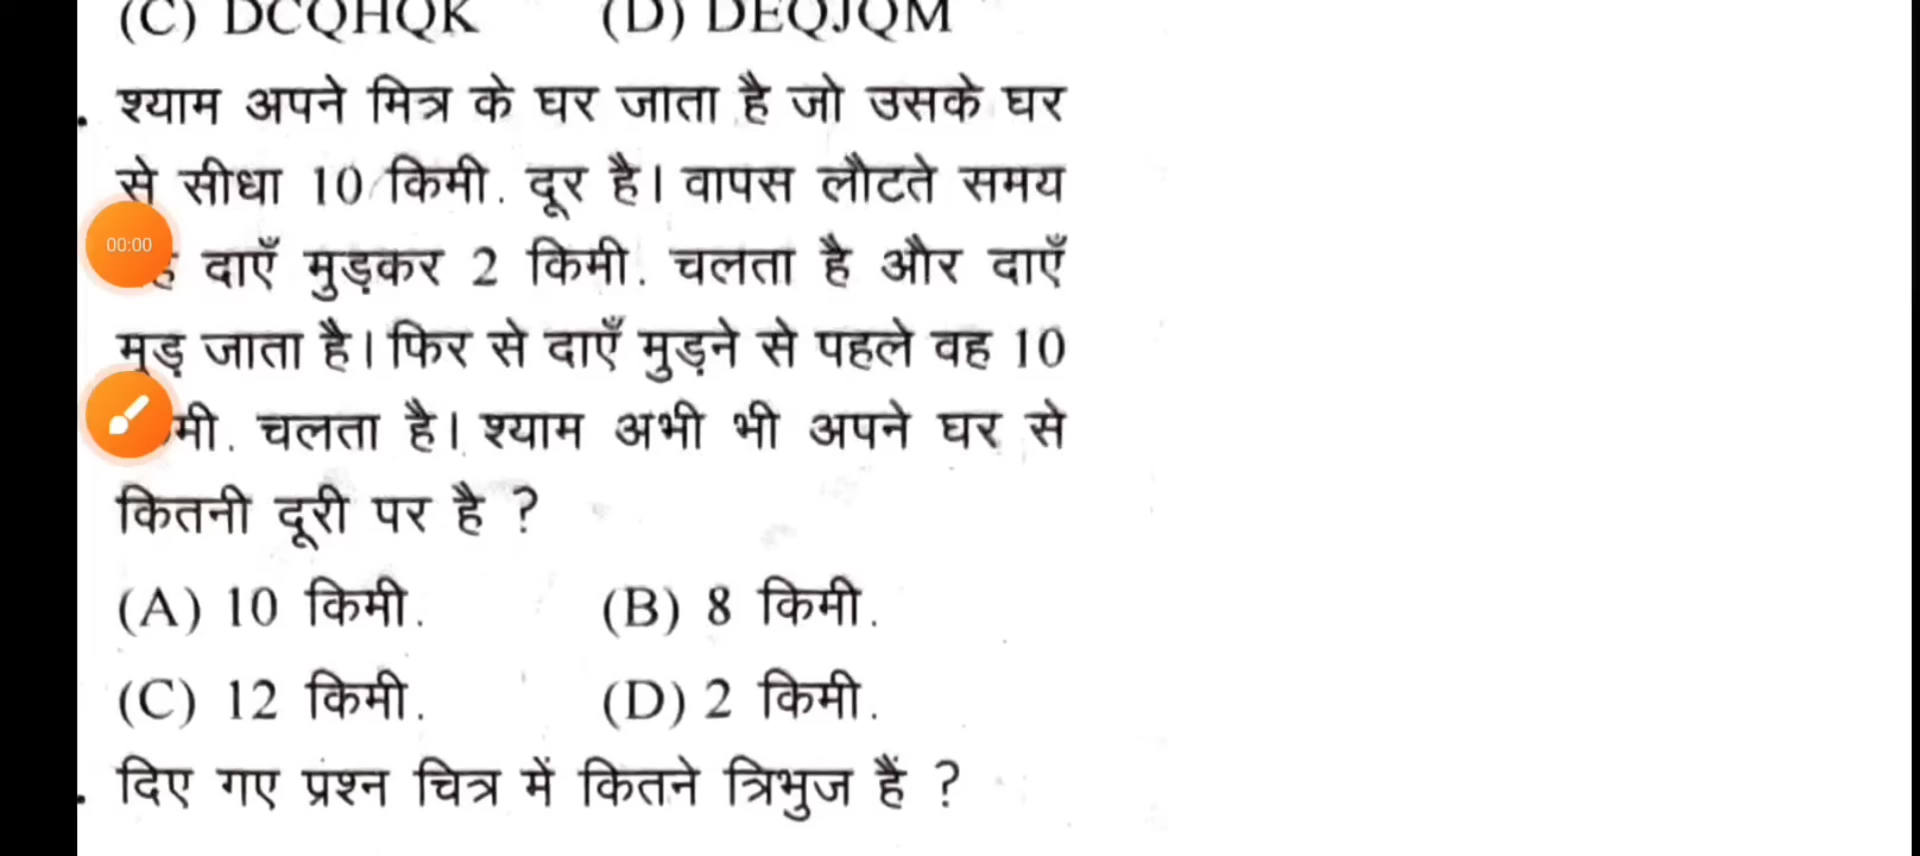 (C) DCQHQK (D) DEQJQM
. श्याम अपने मित्र के घर जाता है जो उसके घर
से सीधा 10 किमी. दूर है। वापस लौटते समय
00:00
दाएँ मुड़कर 2 किमी. चलता है और दाएँ
मुड़ जाता है। फिर से दाएँ मुड़ने से पहले वह 10
मी. चलता है। श्याम अभी भी अपने घर से
कितनी दूरी पर है ?
(A) 10 किमी. (B) 8 किमी.
(C) 12 किमी. (D) 2 किमी.
. दिए गए प्रश्न चित्र में कितने त्रिभुज हैं ?